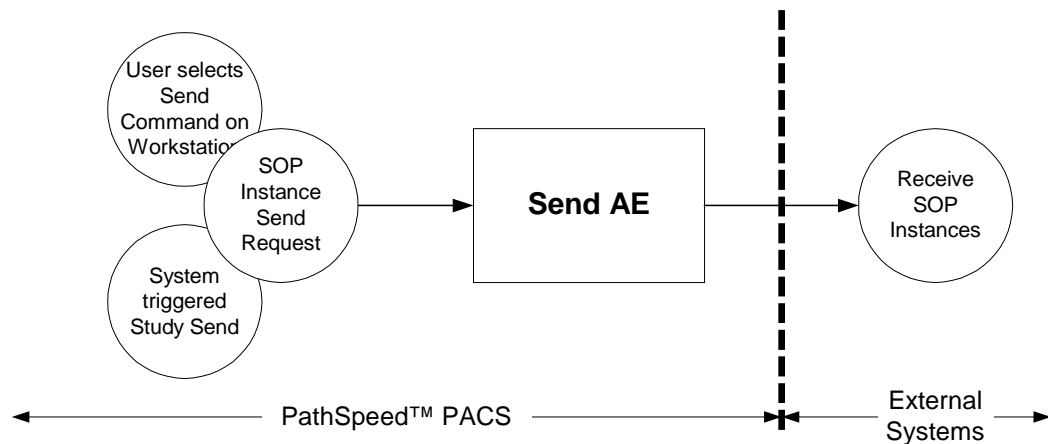 User selects
Send
Command on
Workstation
SOP
Instance
Send
Request
System
triggered
Study Send
Send AE
Receive
SOP
Instances
PathSpeed™ PACS
External
Systems